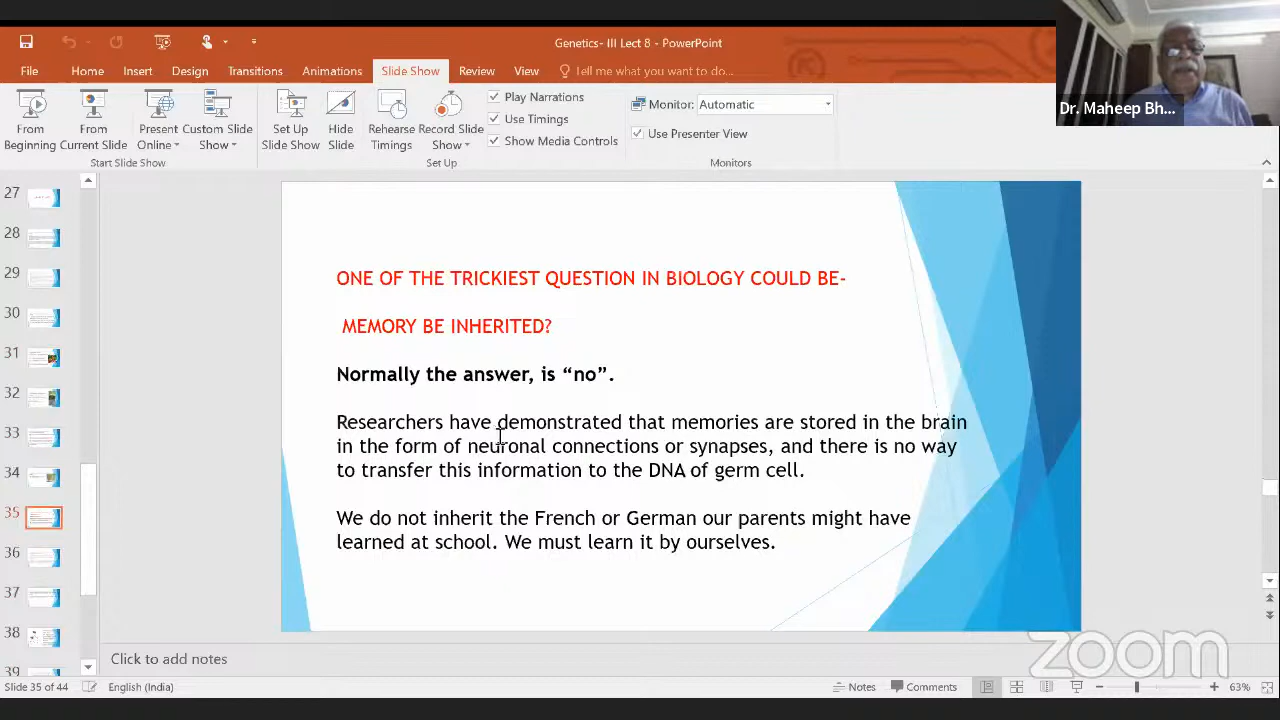 Genetics- III Lect 8 - PowerPoint
File Home Insert Design Transitions Animations Slide Show Review View Tell me what you want to do...
From Beginning
From Current Slide
Present Online
Custom Slide Show
Start Slide Show
Set Up Slide Show
Hide Slide
Rehearse Timings
Record Slide Show
Play Narrations
Use Timings
Show Media Controls
Set Up
Monitor: Automatic
Use Presenter View
Monitors
Dr. Maheep Bh...
27
28
29
30
31
32
33
34
35
36
37
38
39
ONE OF THE TRICKIEST QUESTION IN BIOLOGY COULD BE-
MEMORY BE INHERITED?
Normally the answer, is “no”.
Researchers have demonstrated that memories are stored in the brain
in the form of neuronal connections or synapses, and there is no way
to transfer this information to the DNA of germ cell.
We do not inherit the French or German our parents might have
learned at school. We must learn it by ourselves.
Click to add notes
zoom
Slide 35 of 44 English (India) Notes Comments 63%